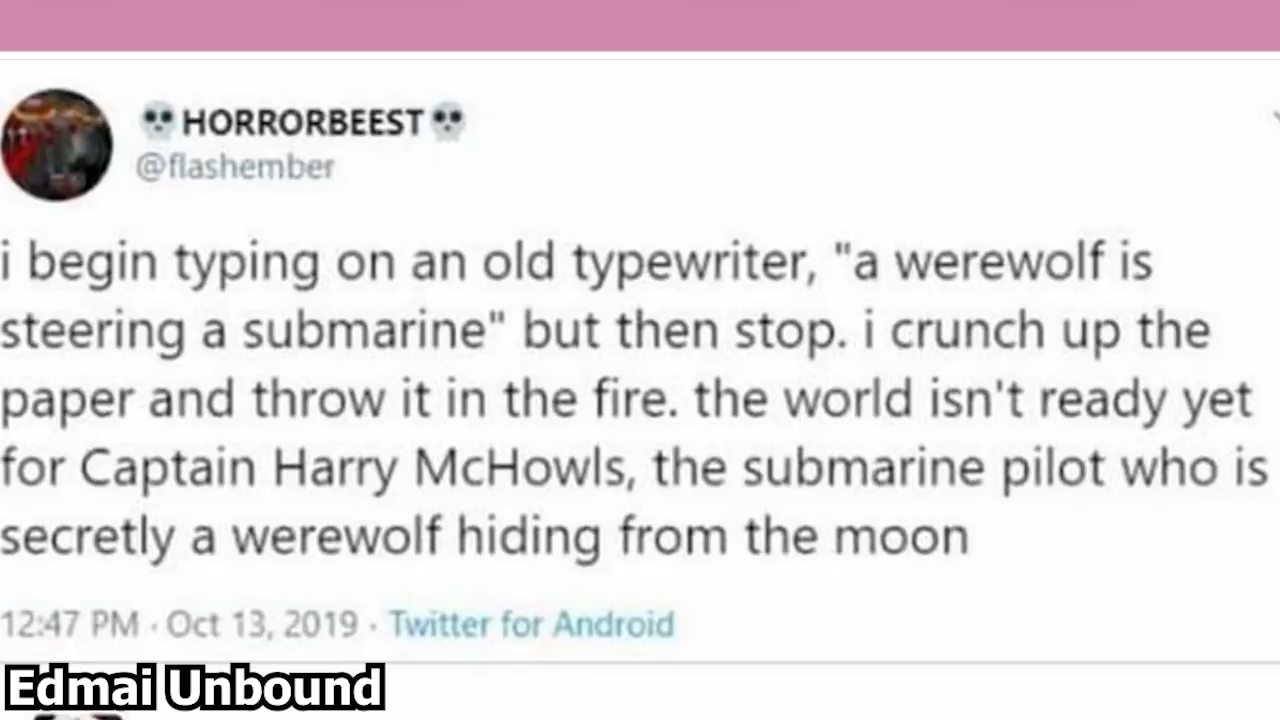 💀HORRORBEEST💀
@flashember
i begin typing on an old typewriter, "a werewolf is
steering a submarine" but then stop. i crunch up the
paper and throw it in the fire. the world isn't ready yet
for Captain Harry McHowls, the submarine pilot who is
secretly a werewolf hiding from the moon
12:47 PM · Oct 13, 2019 · Twitter for Android
Edmai Unbound